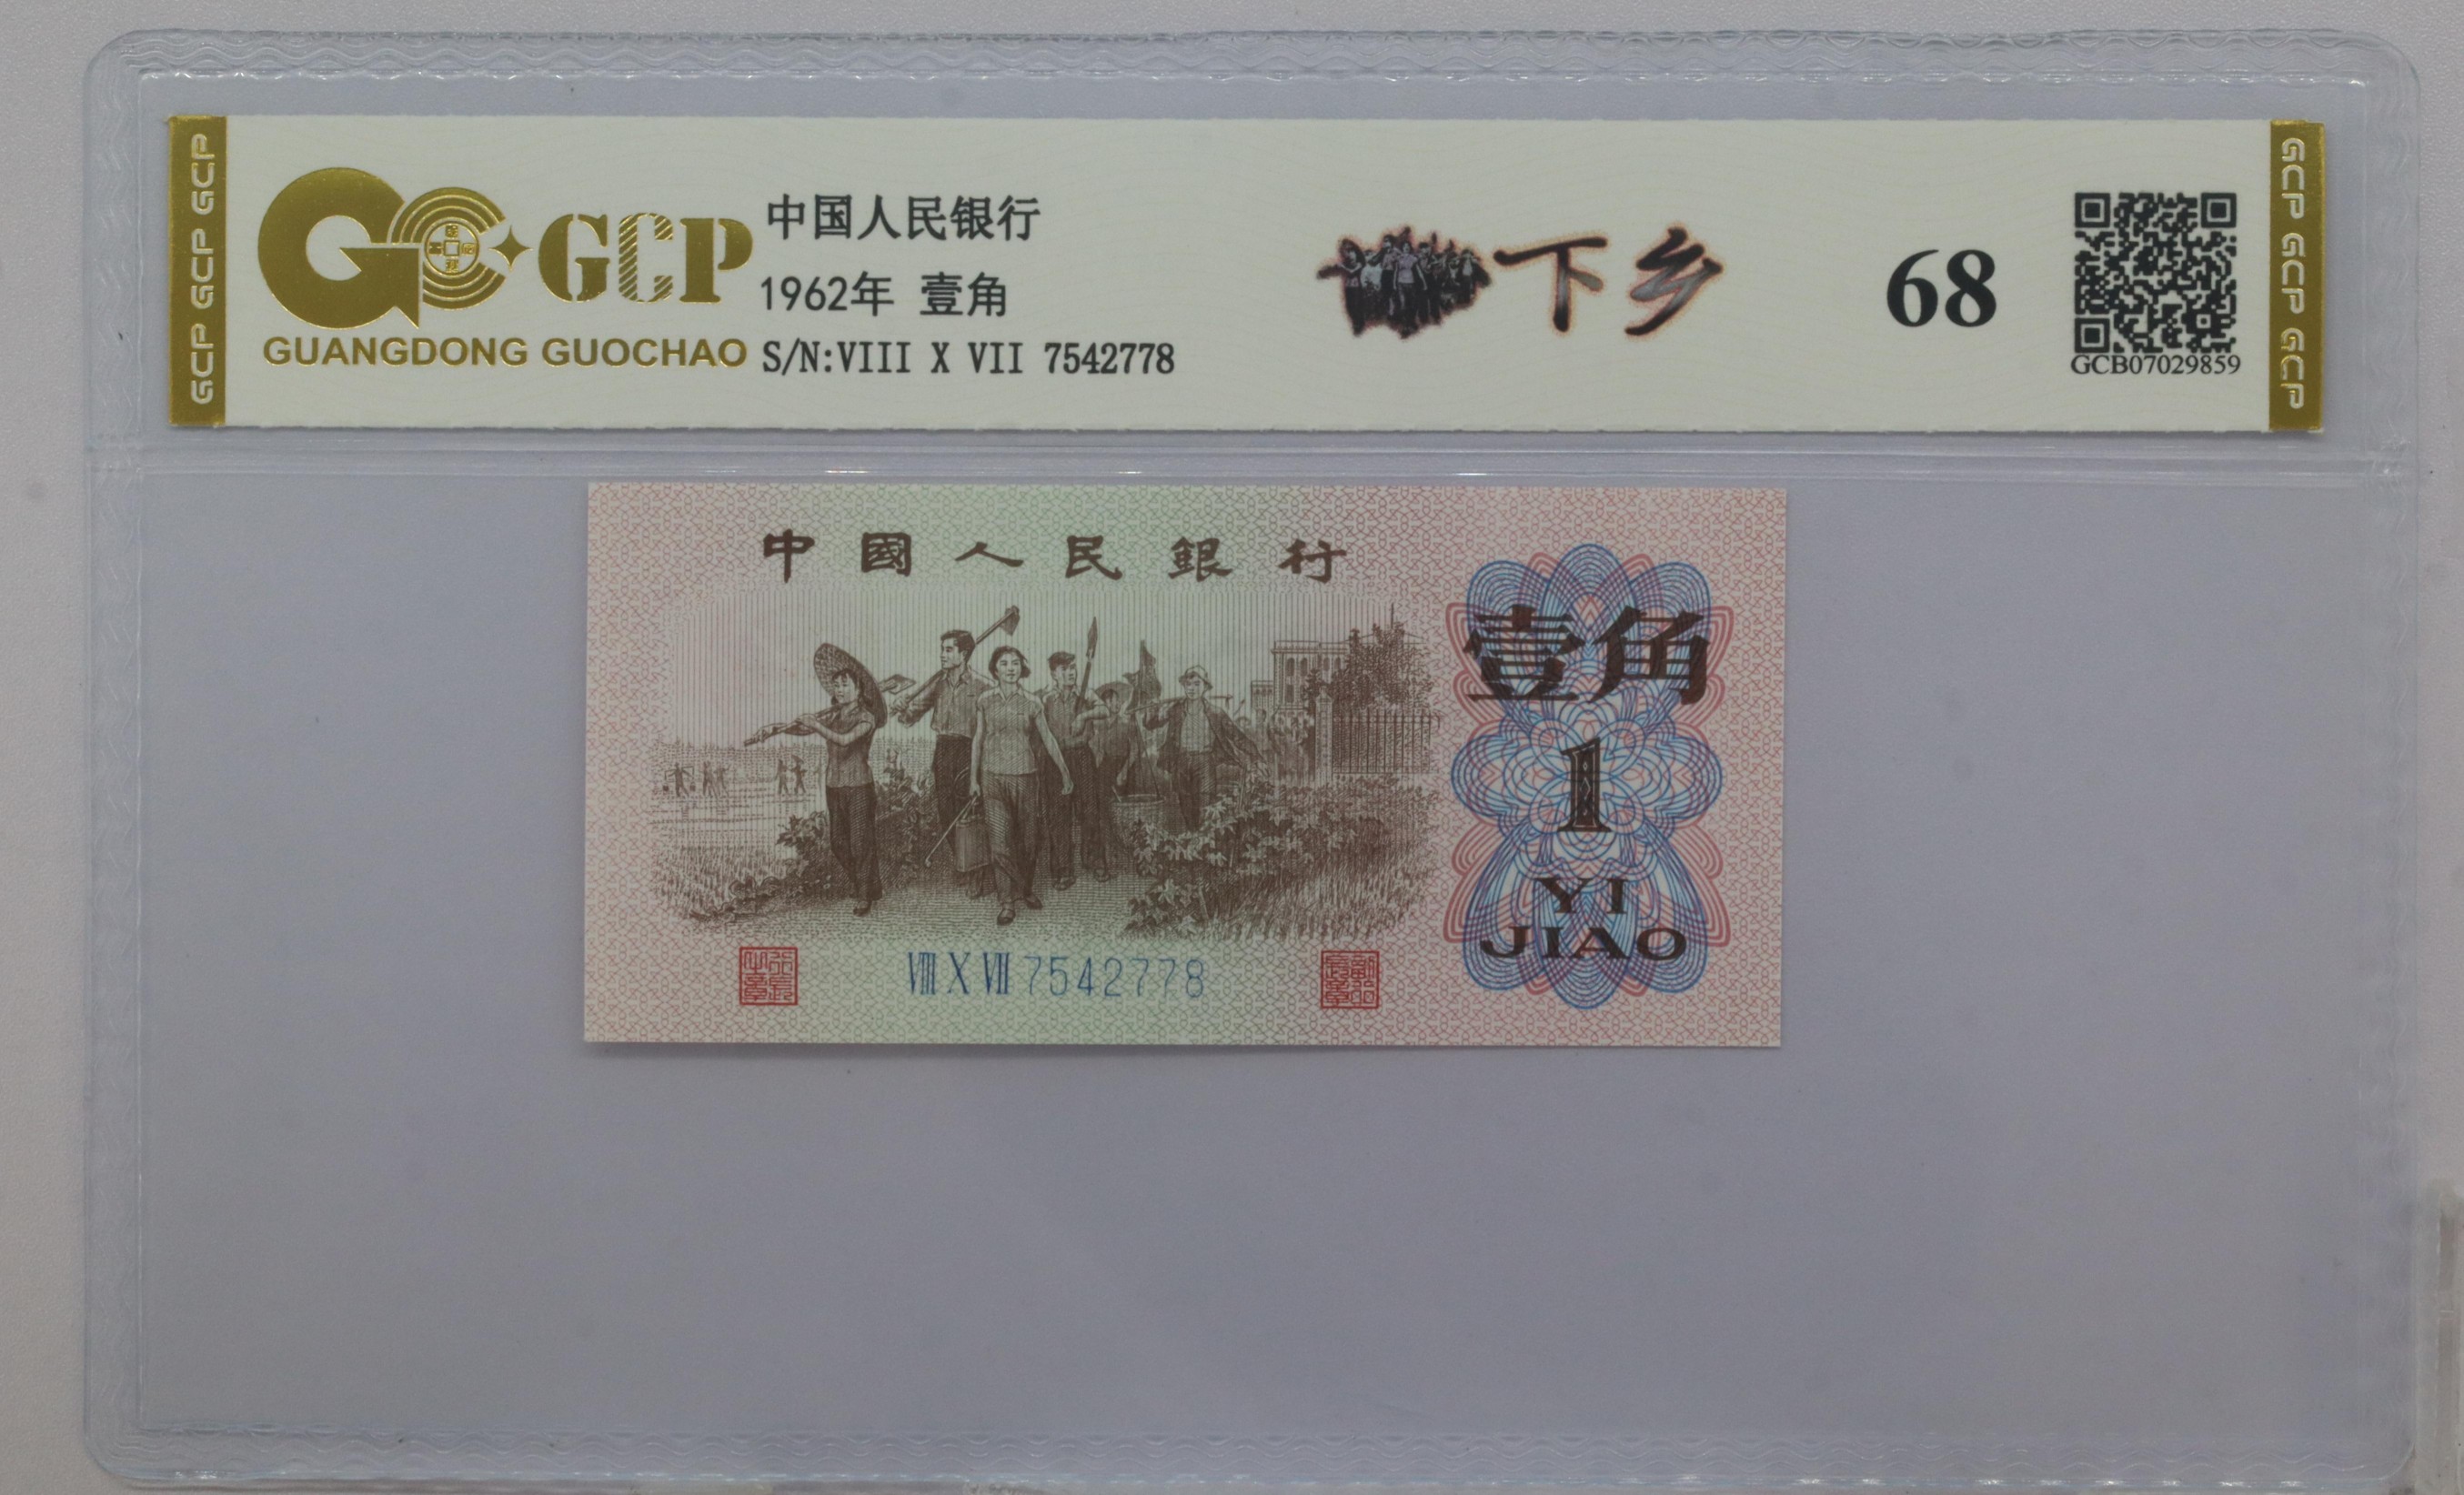 GCP GCP GCP
GCP
GUANGDONG GUOCHAO
中国人民银行
1962年 壹角
S/N:VIII X VII 7542778
下乡
68
GCB07029859
GCP GCP GCP
中國人民銀行
壹角
1
YI
JIAO
VIII X VII 7542778